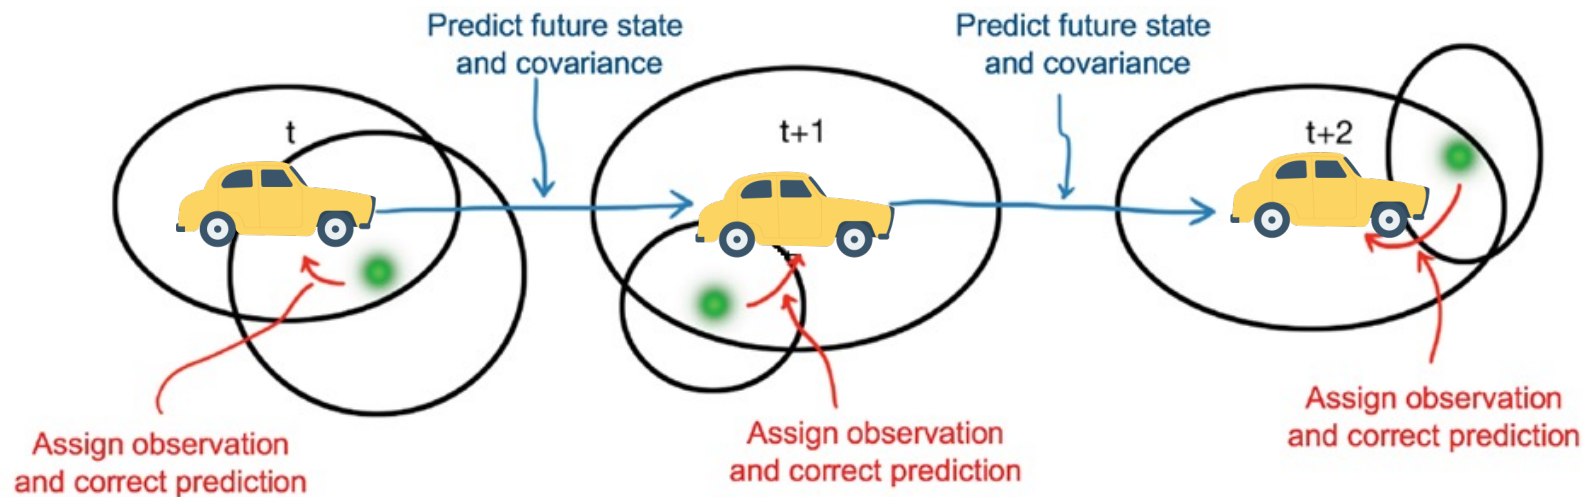 Predict future state
and covariance
Predict future state
and covariance
t
t+1
t+2
Assign observation
and correct prediction
Assign observation
and correct prediction
Assign observation
and correct prediction